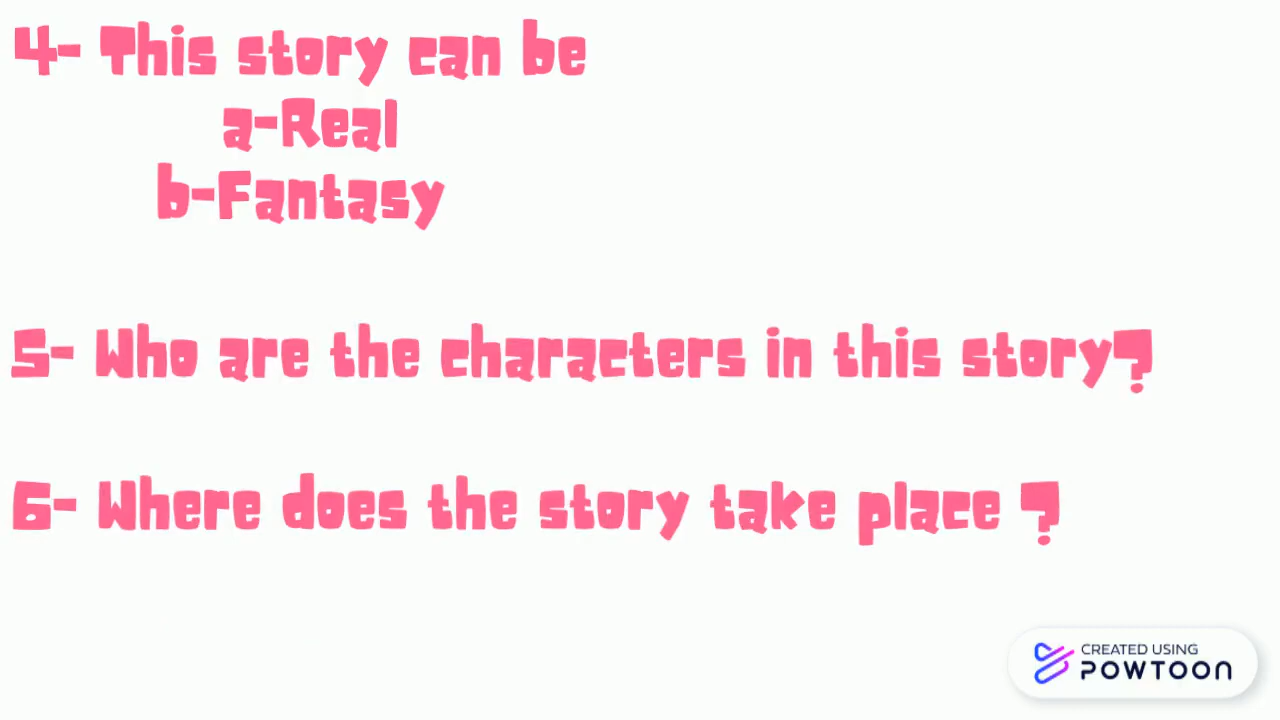 4- This story can be
a-Real
b-Fantasy
5- Who are the characters in this story?
6- Where does the story take place ?
CREATED USING
POWTOON